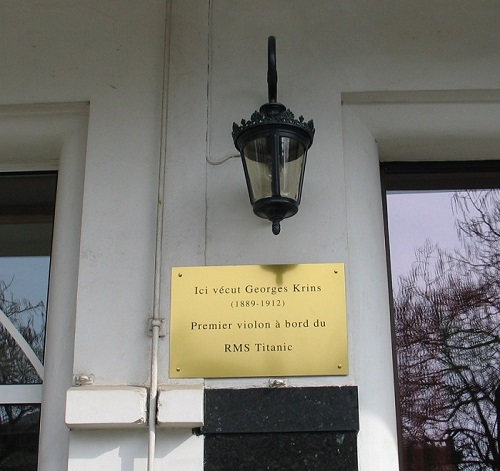 Ici vécut Georges Krins
(1889-1912)
Premier violon à bord du
RMS Titanic